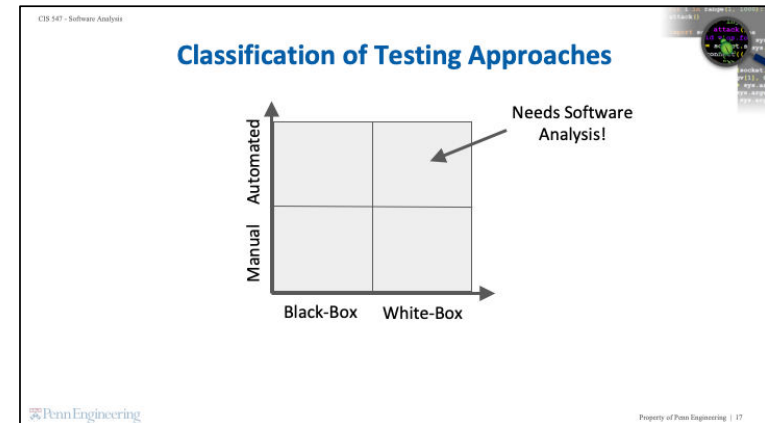 CIS 547 - Software Analysis
Classification of Testing Approaches
Needs Software
Analysis!
Automated
Manual
Black-Box
White-Box
Penn Engineering
Property of Penn Engineering | 17